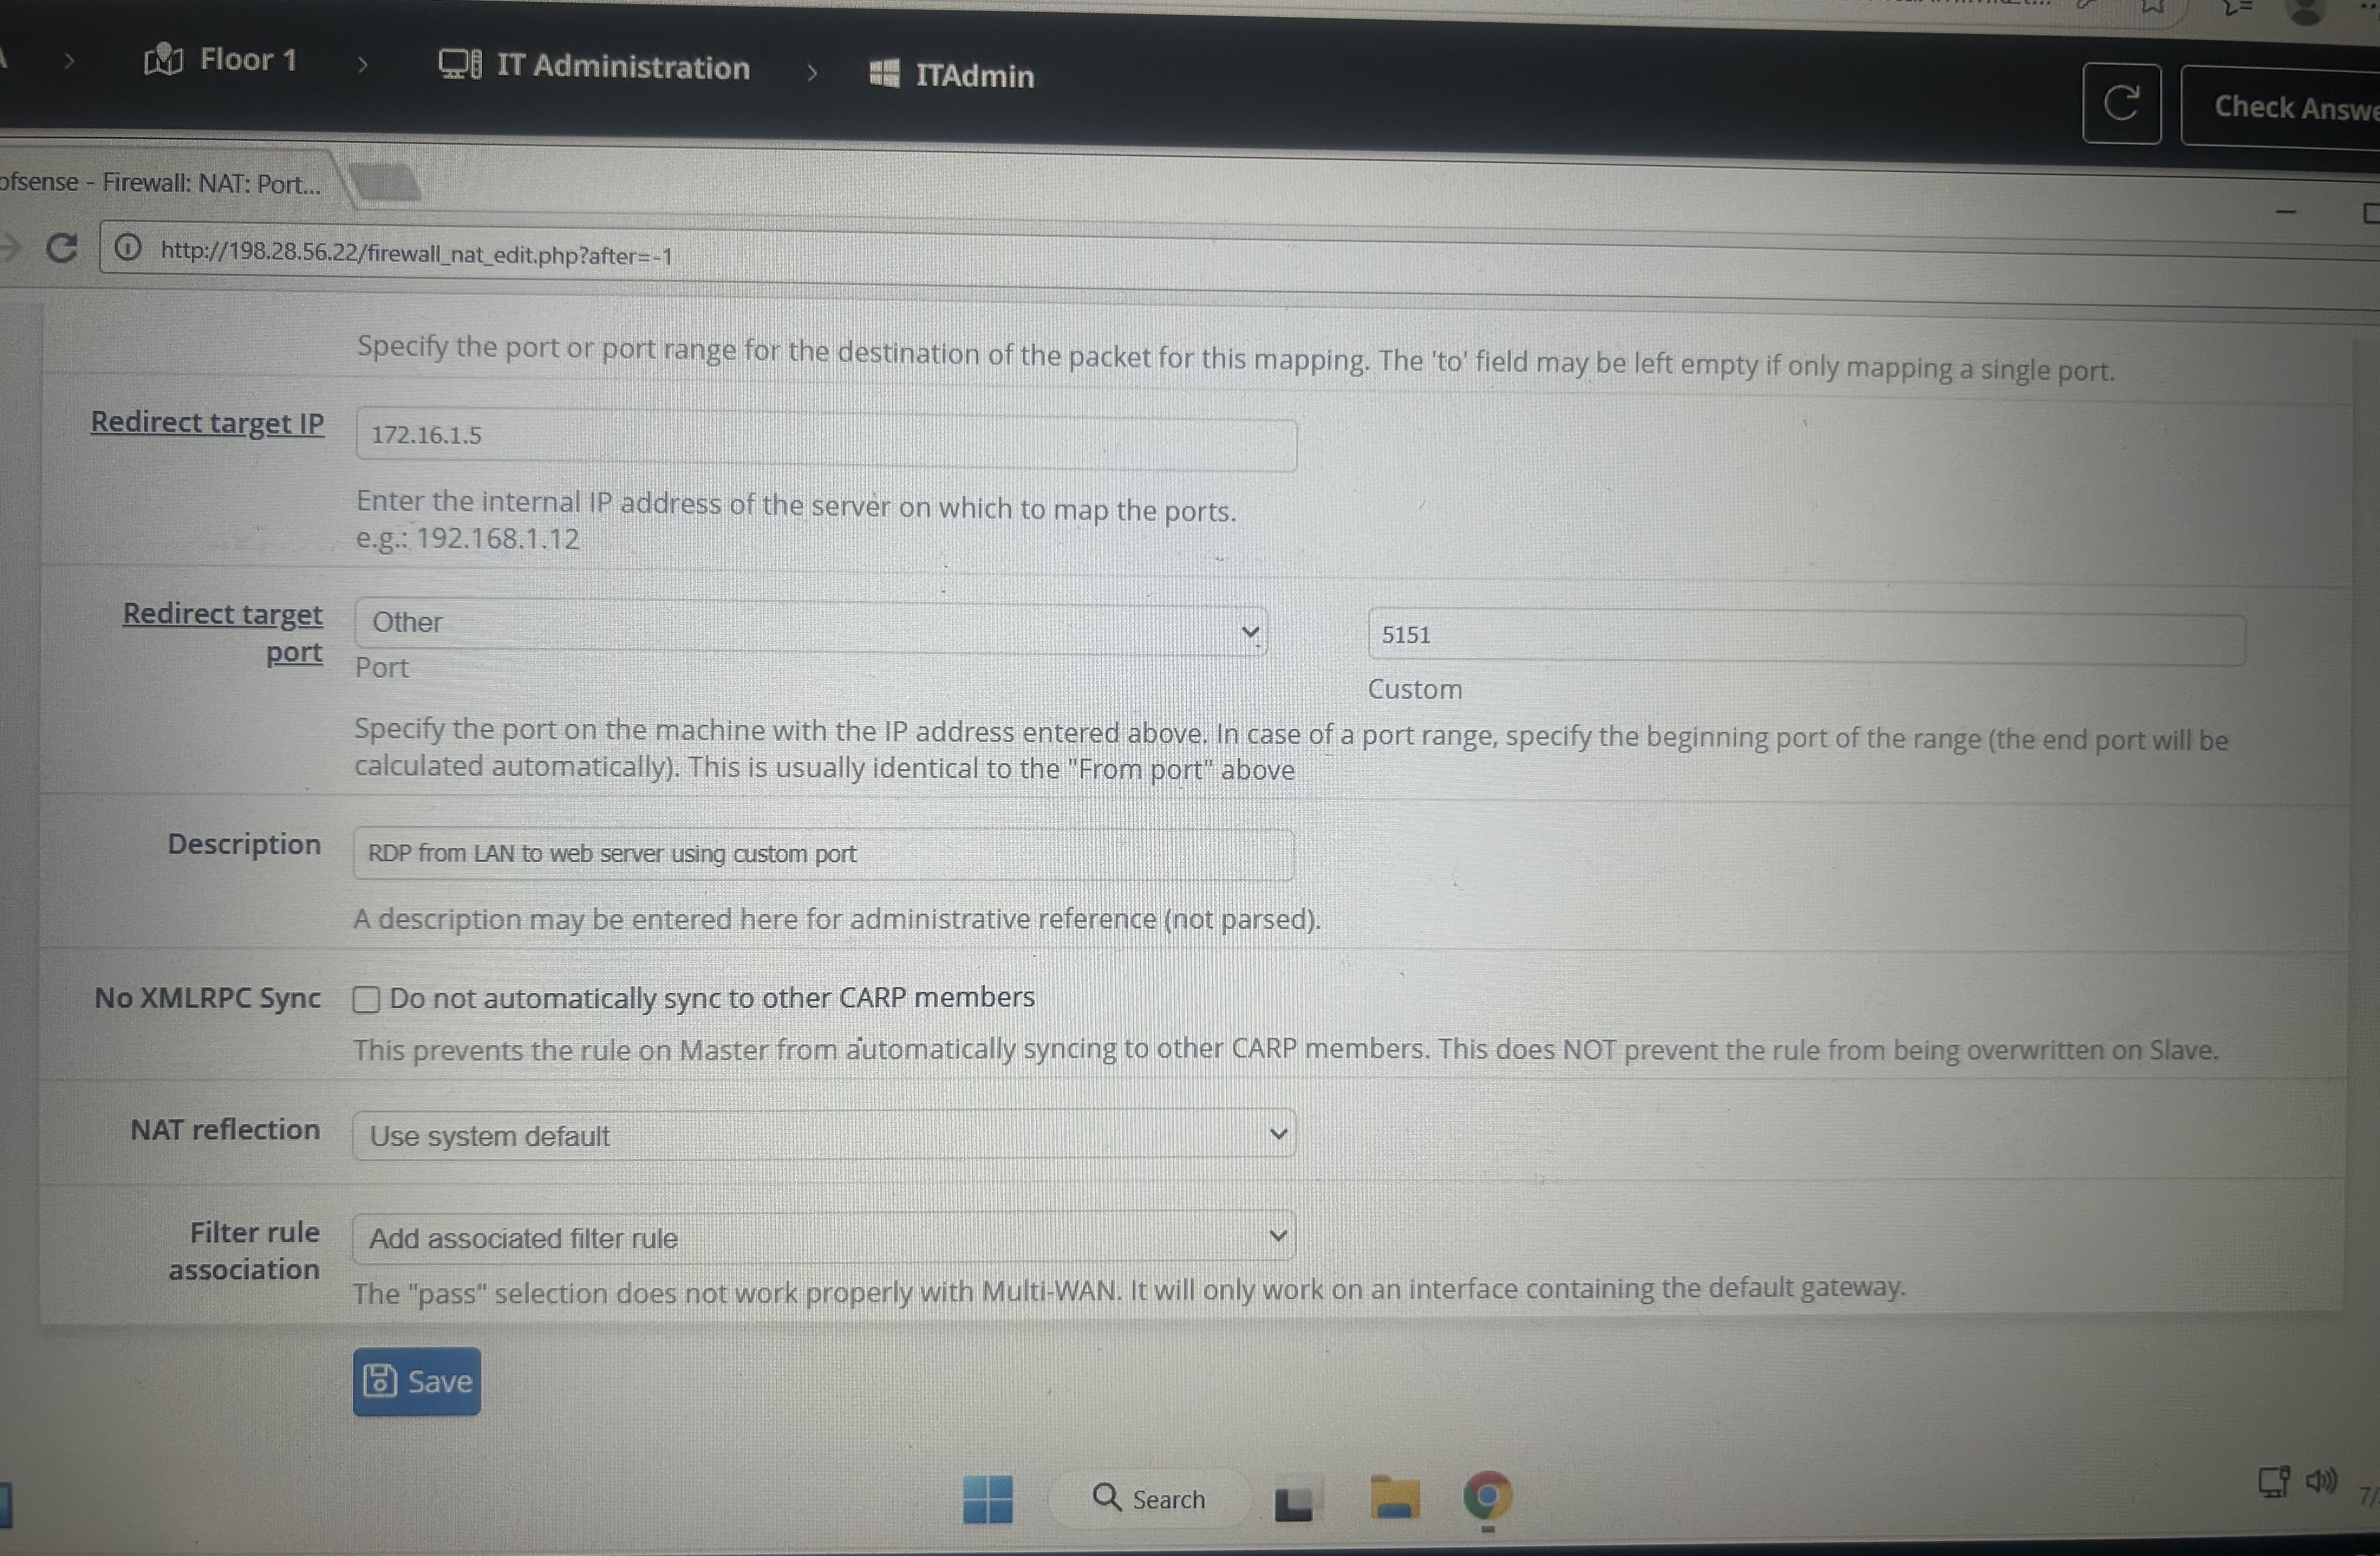 Floor 1
IT Administration
ITAdmin
Check
pfsense - Firewall: NAT: Port...
http://198.28.56.22/firewall_nat_edit.php?after=-1
Specify the port or port range for the destination of the packet for this mapping. The 'to' field may be left empty if only mapping a single port.
Redirect target IP
172.16.1.5
Enter the internal IP address of the server on which to map the ports.
e.g.: 192.168.1.12
Redirect target
port
Other
5151
Port
Custom
Specify the port on the machine with the IP address entered above. In case of a port range, specify the beginning port of the range (the end port will be
calculated automatically). This is usually identical to the "From port" above
Description
RDP from LAN to web server using custom port
A description may be entered here for administrative reference (not parsed).
No XMLRPC Sync
Do not automatically sync to other CARP members
This prevents the rule on Master from automatically syncing to other CARP members. This does NOT prevent the rule from being overwritten on Slave.
NAT reflection
Use system default
Filter rule
association
Add associated filter rule
The "pass" selection does not work properly with Multi-WAN. It will only work on an interface containing the default gateway.
Save
Search